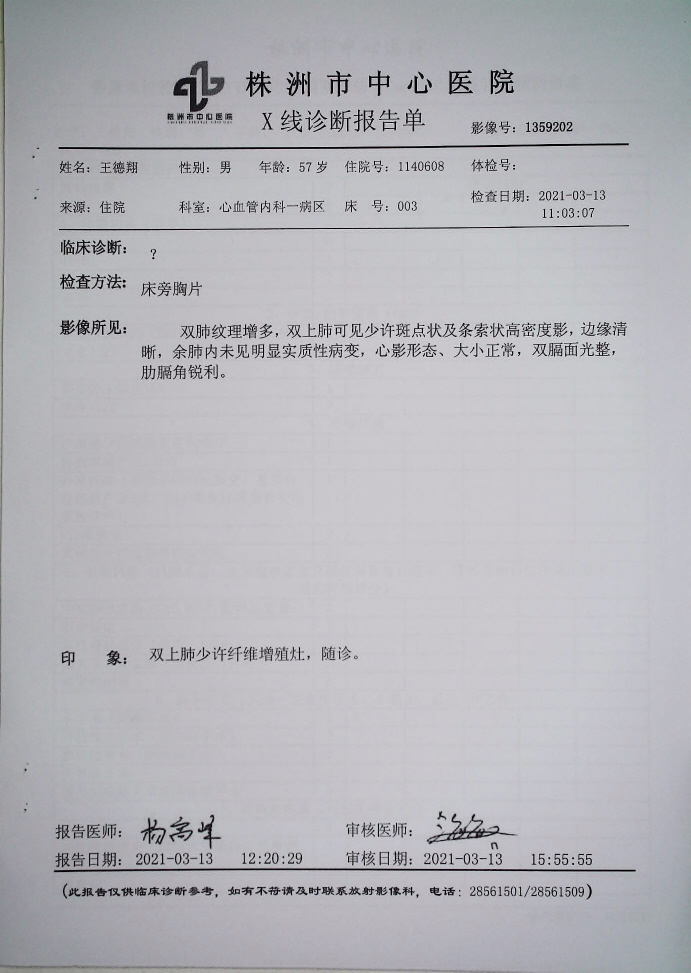 株洲市中心医院
株洲市中心医院
X线诊断报告单
影像号：1359202
姓名：王德翔 性别：男 年龄：57岁 住院号：1140608 体检号：
来源：住院 科室：心血管内科一病区 床 号：003 检查日期：2021-03-13
11:03:07
临床诊断： ？
检查方法：床旁胸片
影像所见： 双肺纹理增多，双上肺可见少许斑点状及条索状高密度影，边缘清
晰，余肺内未见明显实质性病变，心影形态、大小正常，双膈面光整，
肋膈角锐利。
印 象： 双上肺少许纤维增殖灶，随诊。
报告医师：杨高峰 审核医师：
报告日期：2021-03-13 12:20:29 审核日期：2021-03-13 15:55:55
（此报告仅供临床诊断参考，如有不符请及时联系放射影像科，电话：28561501/28561509）